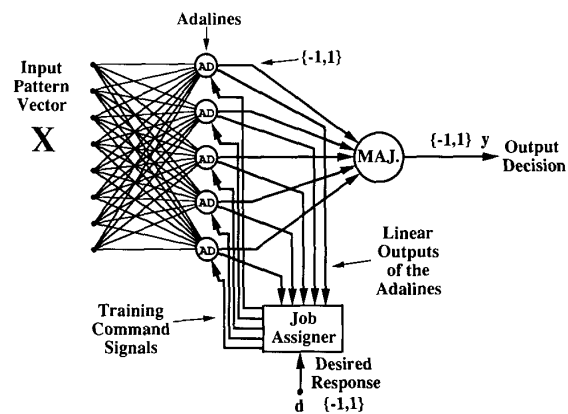 Adalines
Input
Pattern
Vector
X
AD
{-1,1}
AD
AD
AD
AD
MAJ.
{-1,1} y
Output
Decision
Linear
Outputs
of the
Adalines
Training
Command
Signals
Job
Assigner
Desired
Response
d {-1,1}